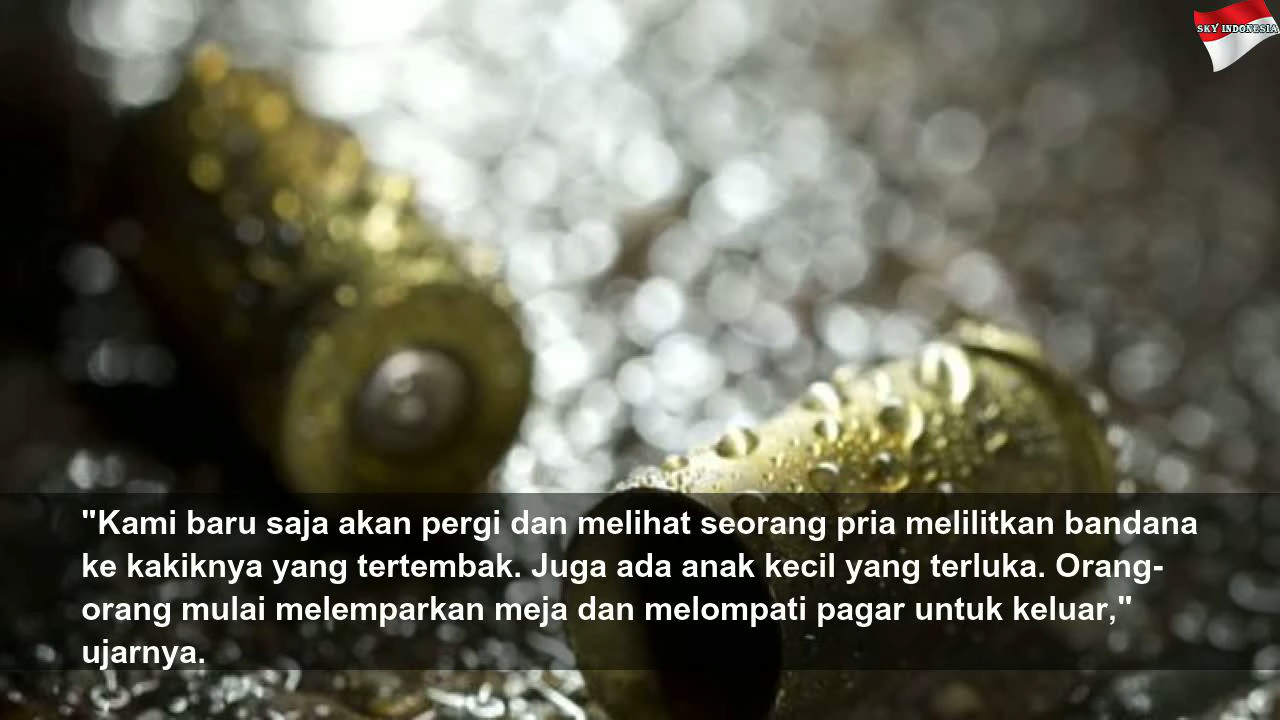 SKY INDONESIA
"Kami baru saja akan pergi dan melihat seorang pria melilitkan bandana
ke kakiknya yang tertembak. Juga ada anak kecil yang terluka. Orang-
orang mulai melemparkan meja dan melompati pagar untuk keluar,"
ujarnya.